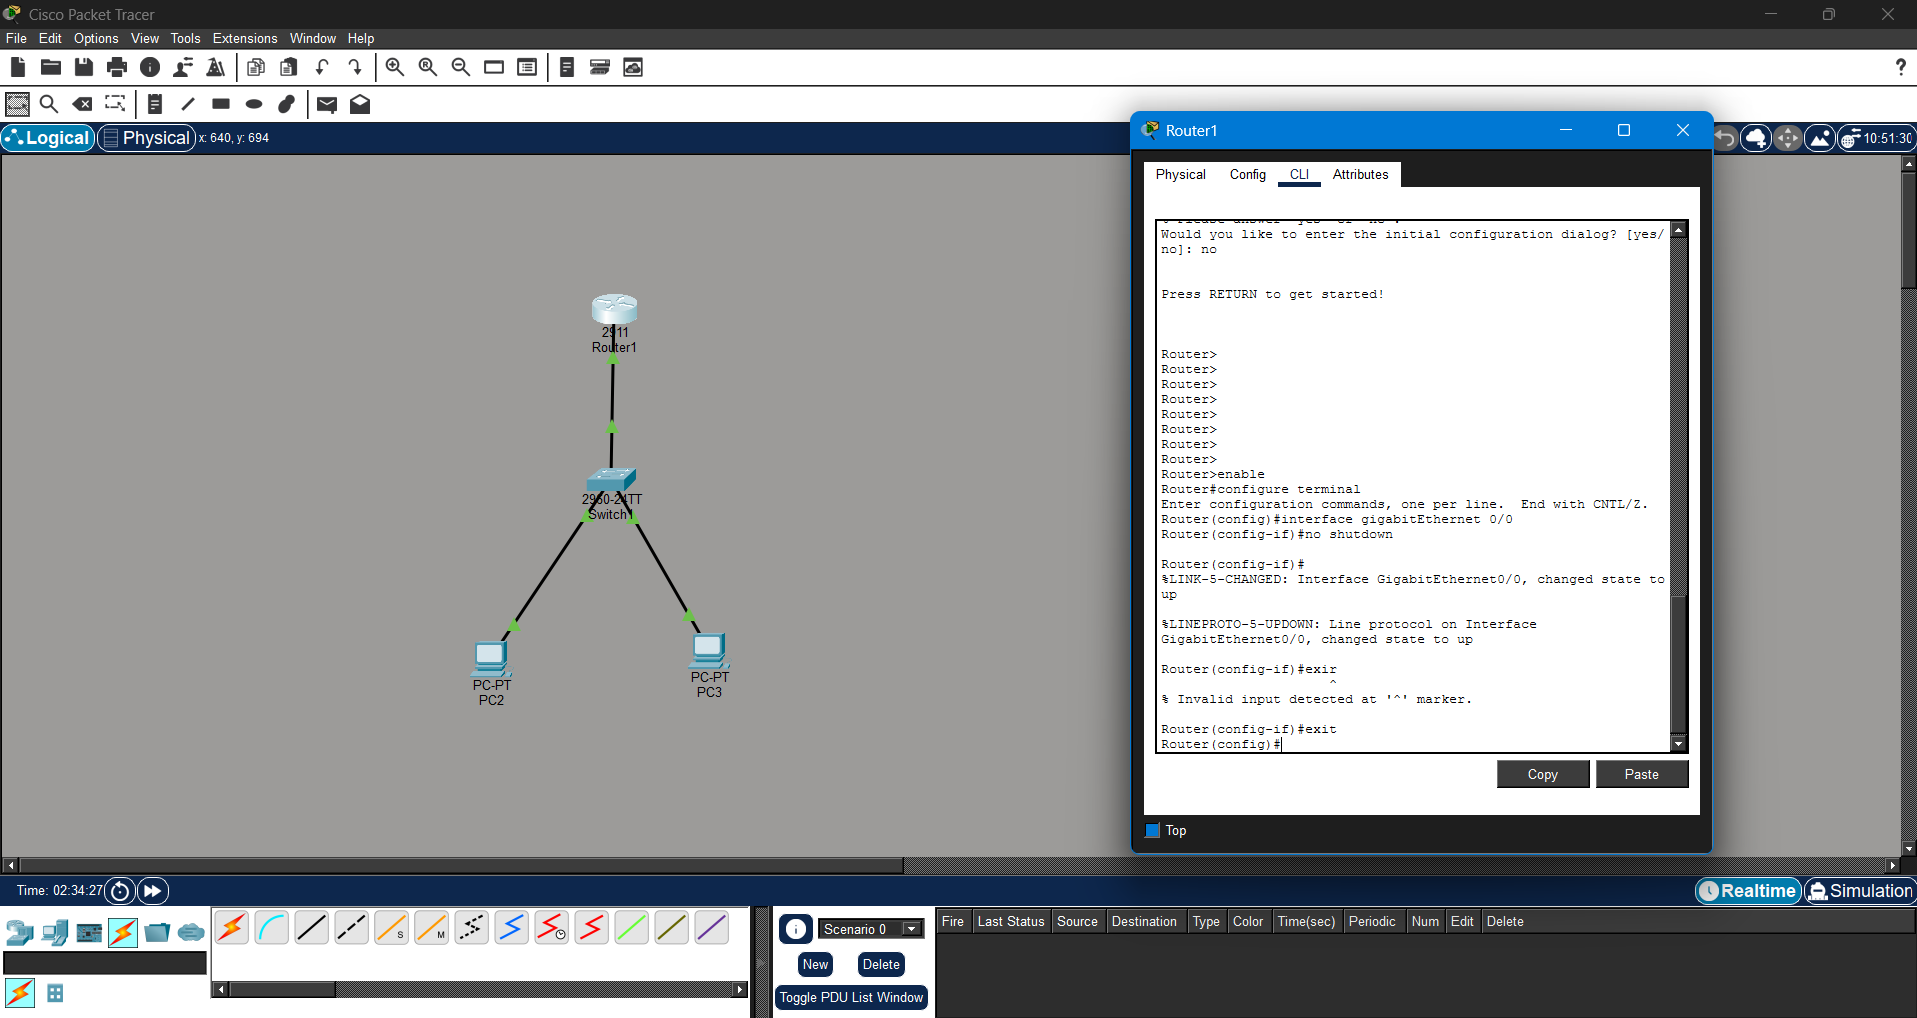 Cisco Packet Tracer
File Edit Options View Tools Extensions Window Help
?
Logical Physical x: 640, y: 694
10:51:30
Router1
Physical Config CLI Attributes
% Please answer 'yes' or 'no'.
Would you like to enter the initial configuration dialog? [yes/
no]: no
Press RETURN to get started!
Router>
Router>
Router>
Router>
Router>
Router>
Router>
Router>
Router>enable
Router#configure terminal
Enter configuration commands, one per line.  End with CNTL/Z.
Router(config)#interface gigabitEthernet 0/0
Router(config-if)#no shutdown
Router(config-if)#
%LINK-5-CHANGED: Interface GigabitEthernet0/0, changed state to
up
%LINEPROTO-5-UPDOWN: Line protocol on Interface
GigabitEthernet0/0, changed state to up
Router(config-if)#exir
^
% Invalid input detected at '^' marker.
Router(config-if)#exit
Router(config)#
Copy Paste
Top
2911
Router1
2960-24TT
Switch1
PC-PT
PC2
PC-PT
PC3
Time: 02:34:27
Realtime Simulation
S M
Scenario 0
New Delete
Toggle PDU List Window
Fire Last Status Source Destination Type Color Time(sec) Periodic Num Edit Delete